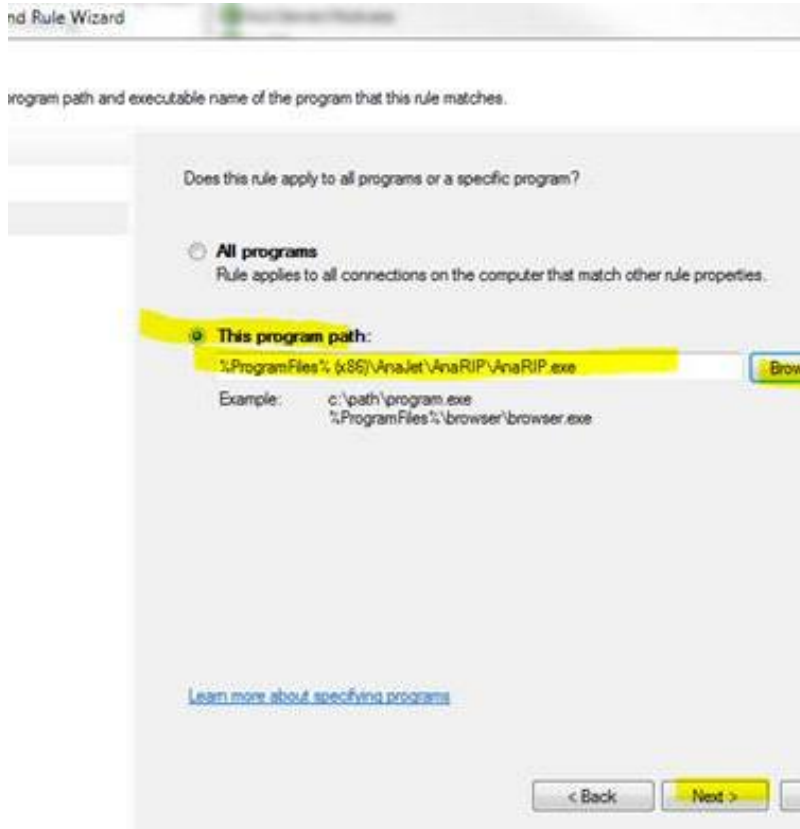 nd Rule Wizard
rogram path and executable name of the program that this rule matches.
Does this rule apply to all programs or a specific program?
All programs
Rule applies to all connections on the computer that match other rule properties.
This program path:
%ProgramFiles% (x86)\AnaJet\AnaRIP\AnaRIP.exe
Brow
Example: c:\path\program.exe
%ProgramFiles%\browser\browser.exe
Learn more about specifying programs
< Back Next >